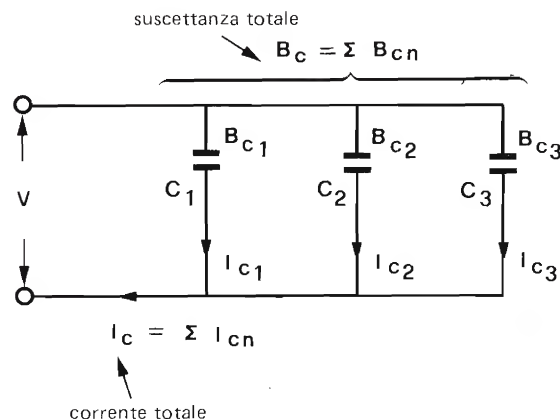 suscettanza totale
B_c = Σ B_cn
B_c1 B_c2 B_c3
V C_1 C_2 C_3
I_c1 I_c2 I_c3
I_c = Σ I_cn
corrente totale